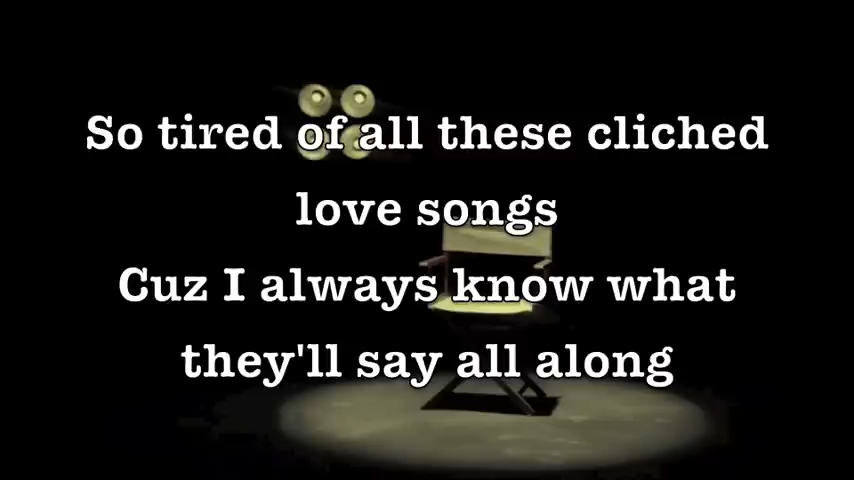 So tired of all these cliched
love songs
Cuz I always know what
they'll say all along